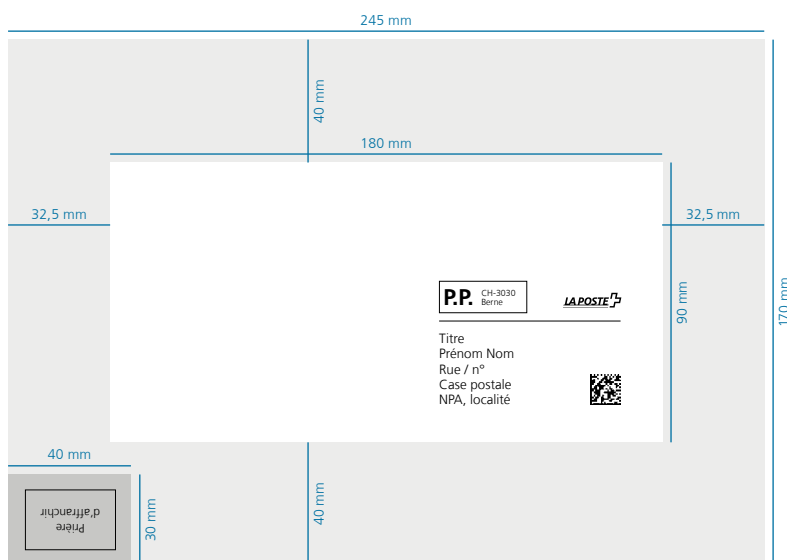 245 mm
40 mm
180 mm
32,5 mm
32,5 mm
P.P.
CH-3030
Berne
LA POSTE
90 mm
170 mm
Titre
Prénom Nom
Rue / n°
Case postale
NPA, localité
40 mm
40 mm
30 mm
Prière
d'affranchir